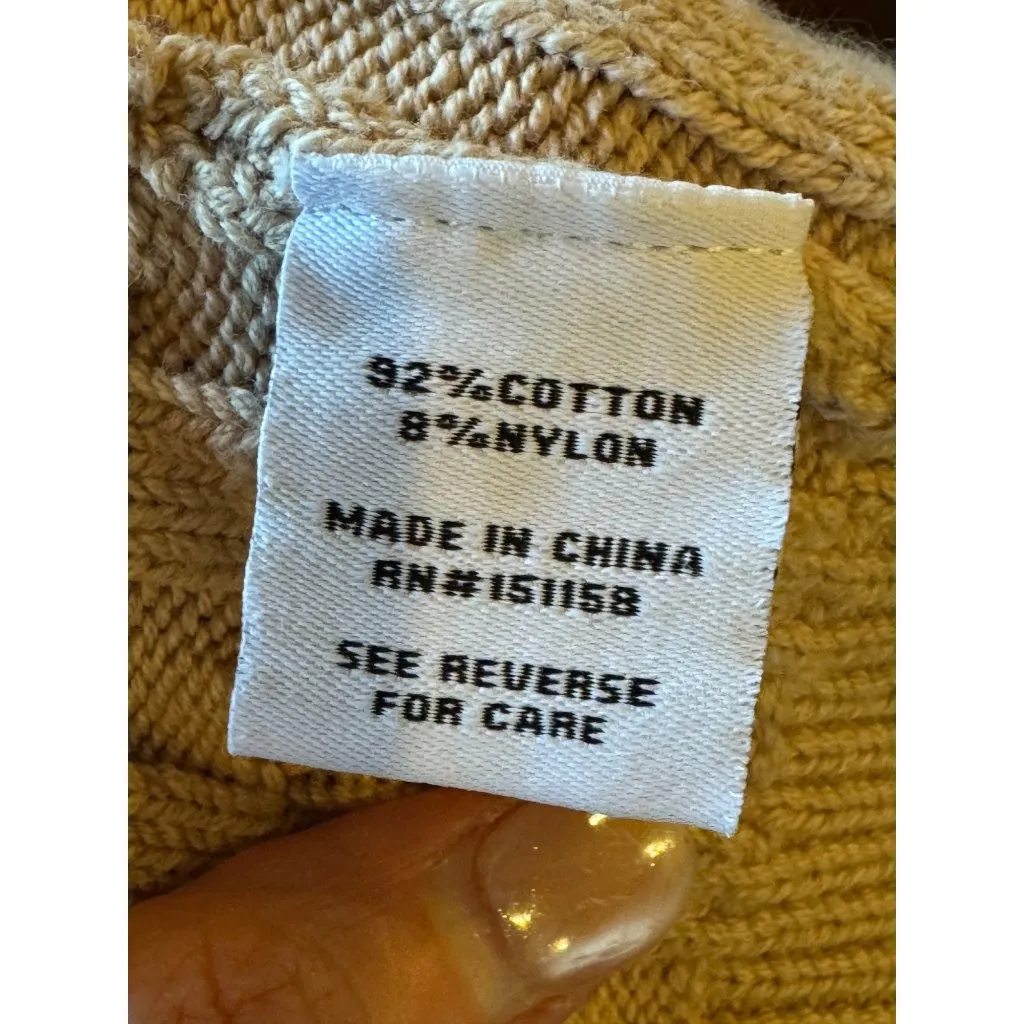 92%COTTON
8%NYLON
MADE IN CHINA
RN#151158
SEE REVERSE
FOR CARE